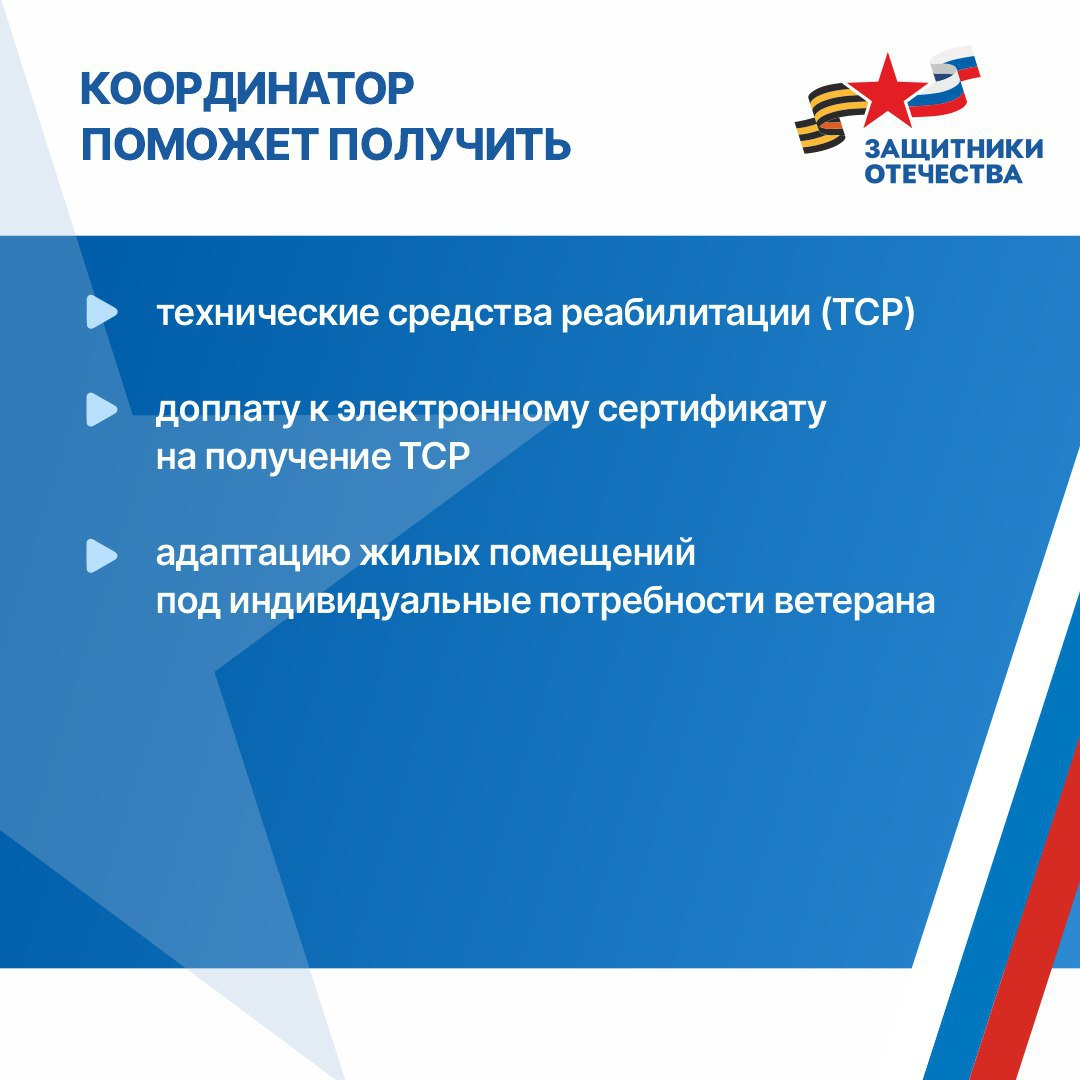 КООРДИНАТОР
ПОМОЖЕТ ПОЛУЧИТЬ
ЗАЩИТНИКИ
ОТЕЧЕСТВА
технические средства реабилитации (ТСР)
доплату к электронному сертификату
на получение ТСР
адаптацию жилых помещений
под индивидуальные потребности ветерана